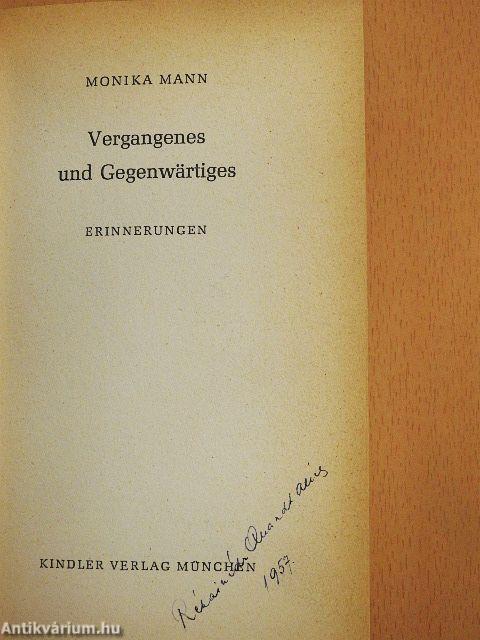 MONIKA MANN
Vergangenes
und Gegenwärtiges
ERINNERUNGEN
KINDLER VERLAG MÜNCHEN
1957.
Antikvárium.hu